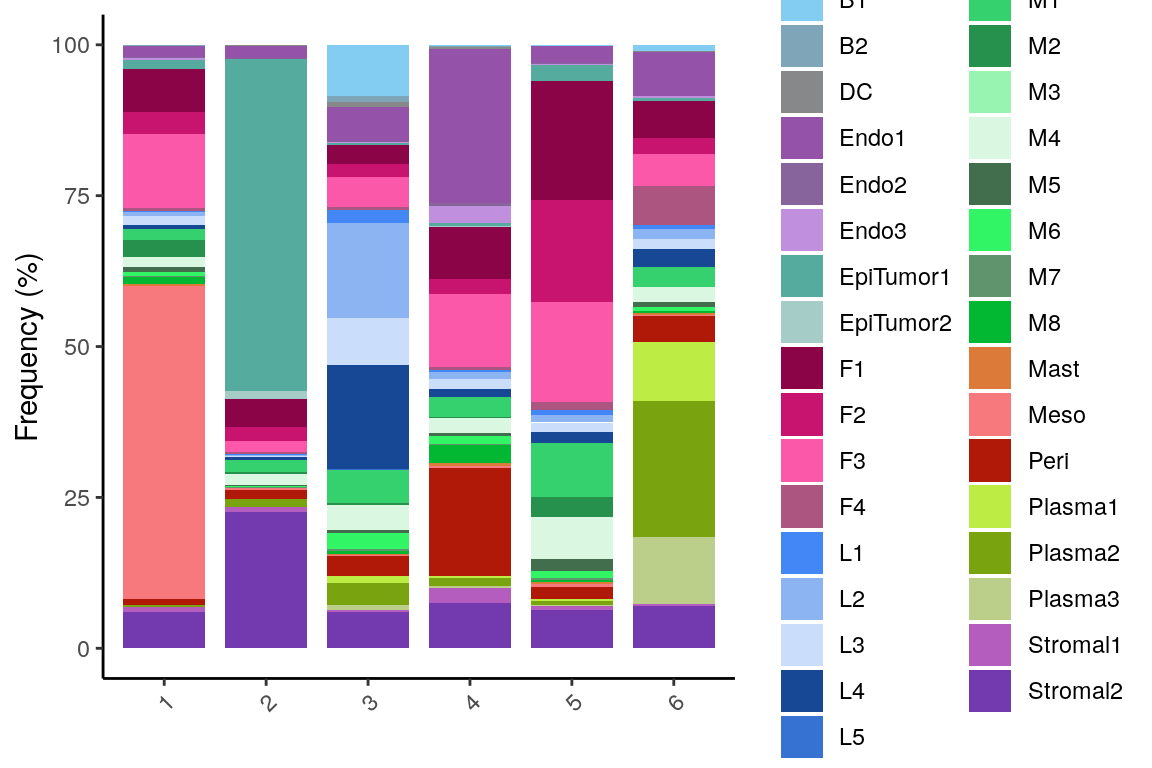 Frequency (%)
100
75
50
25
0
1
2
3
4
5
6
B1
B2
DC
Endo1
Endo2
Endo3
EpiTumor1
EpiTumor2
F1
F2
F3
F4
L1
L2
L3
L4
L5
M1
M2
M3
M4
M5
M6
M7
M8
Mast
Meso
Peri
Plasma1
Plasma2
Plasma3
Stromal1
Stromal2